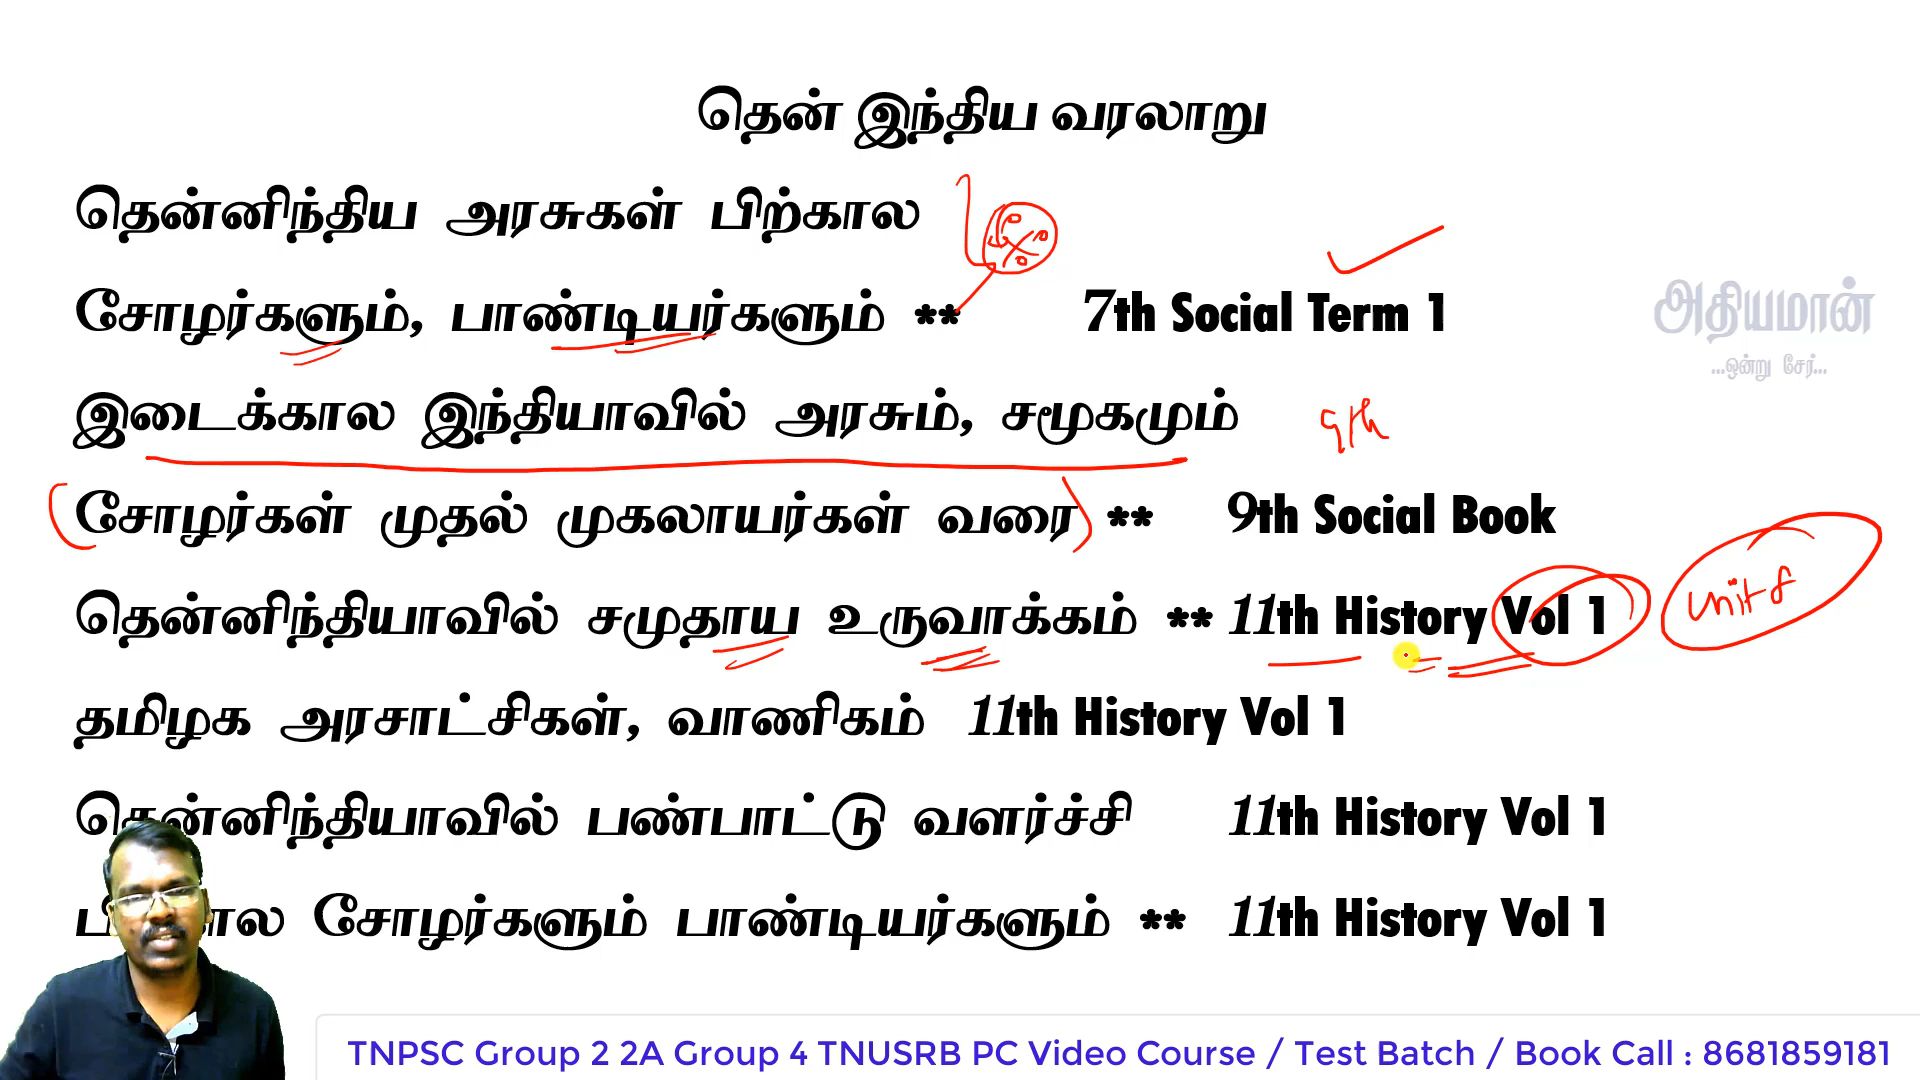 தென் இந்திய வரலாறு
தென்னிந்திய அரசுகள் பிற்கால
சோழர்களும், பாண்டியர்களும் ** 7th Social Term 1
அதியமான்
...ஒன்று சேர்...
இடைக்கால இந்தியாவில் அரசும், சமூகமும் 9th
சோழர்கள் முதல் முகலாயர்கள் வரை ** 9th Social Book
தென்னிந்தியாவில் சமுதாய உருவாக்கம் ** 11th History Vol 1 unit 8
தமிழக அரசாட்சிகள், வாணிகம் 11th History Vol 1
தென்னிந்தியாவில் பண்பாட்டு வளர்ச்சி 11th History Vol 1
சோழர்களும் பாண்டியர்களும் ** 11th History Vol 1
TNPSC Group 2 2A Group 4 TNUSRB PC Video Course / Test Batch / Book Call : 8681859181